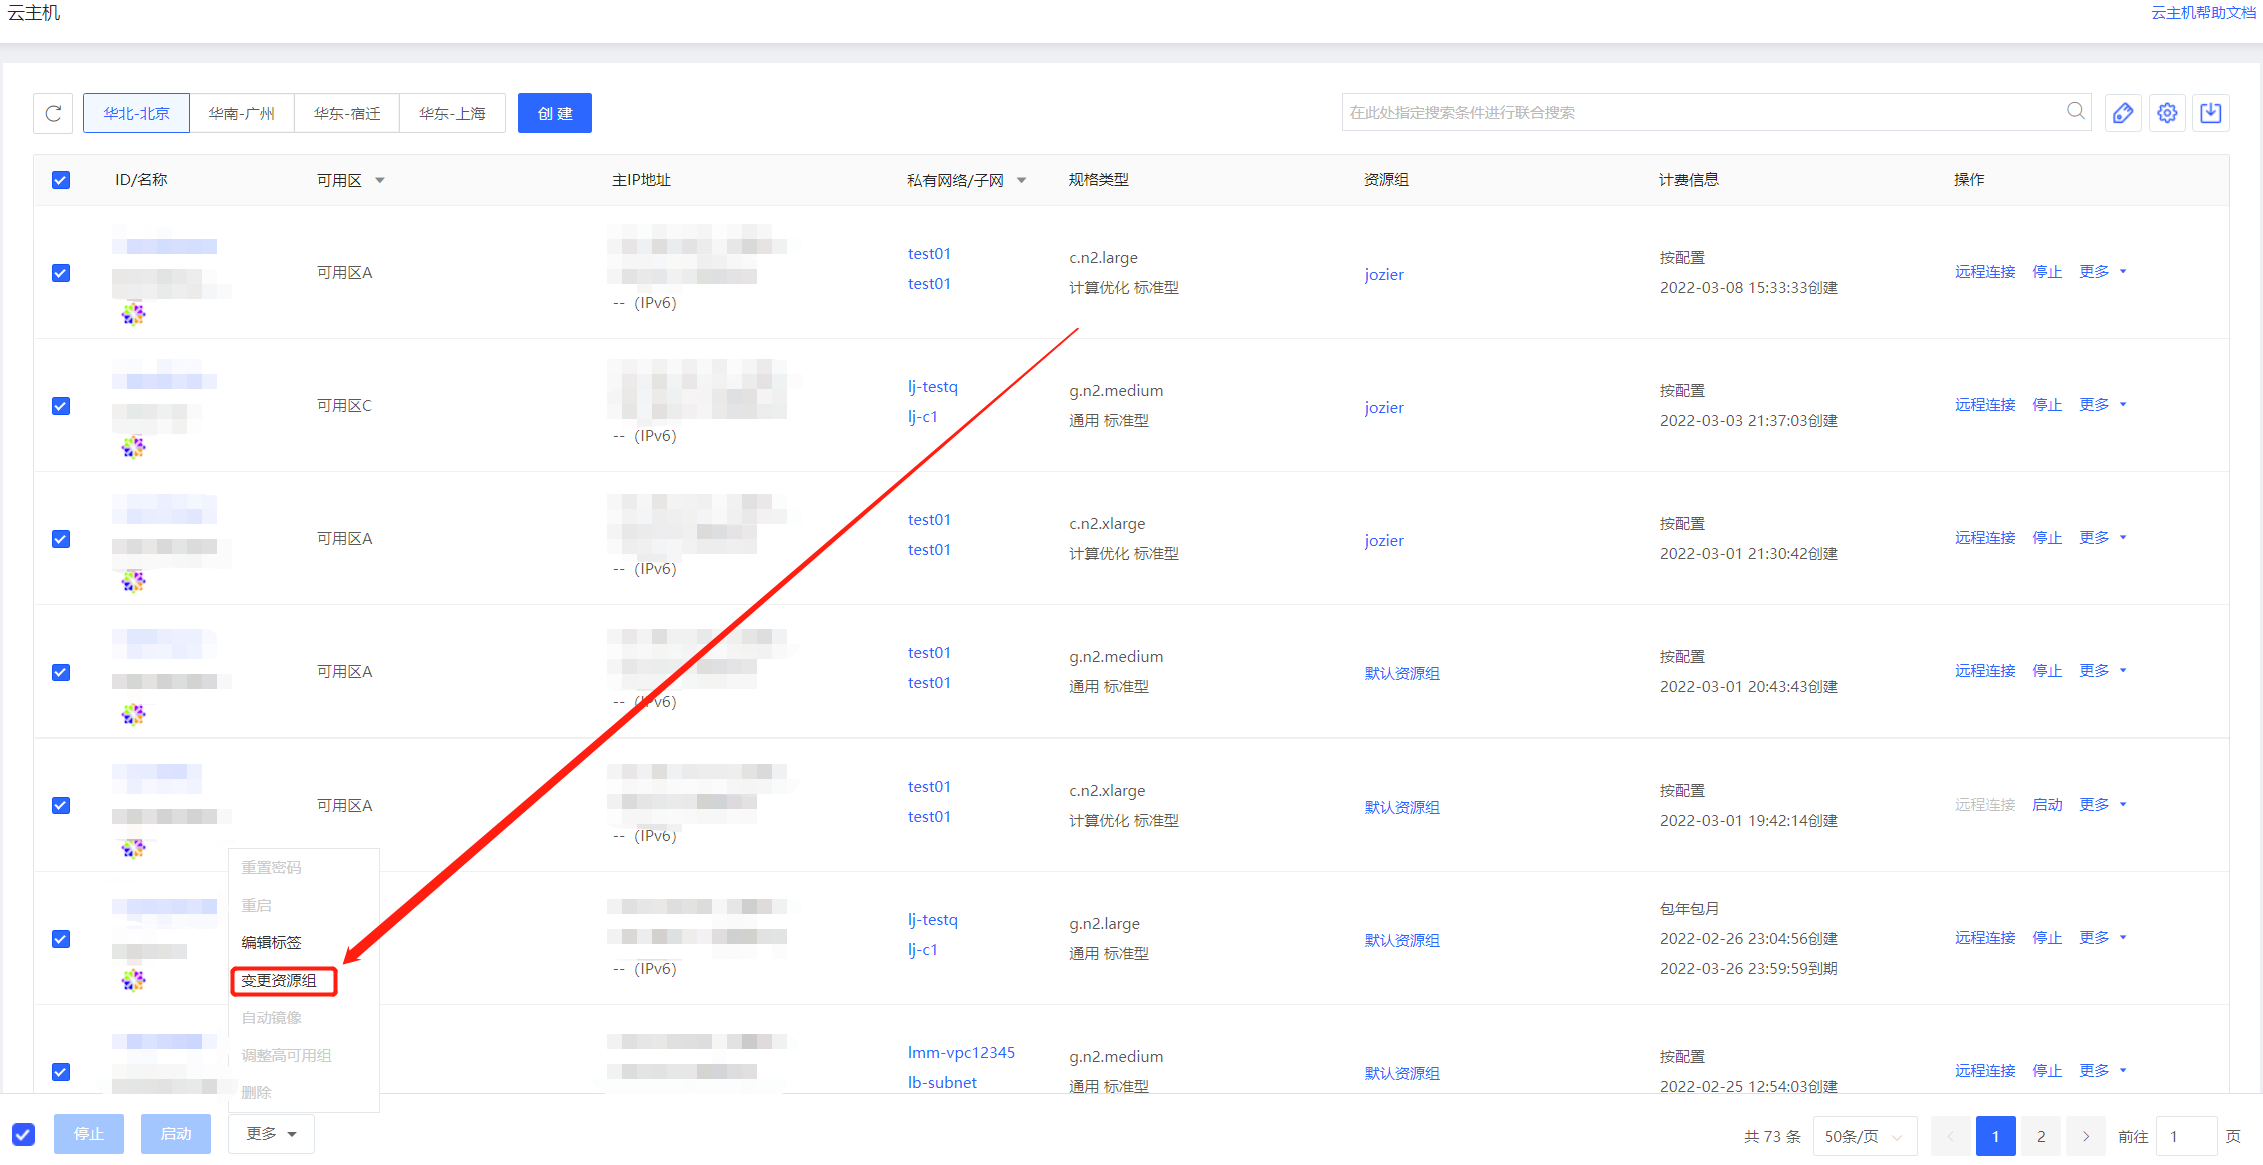 云主机
云主机帮助文档
华北-北京 华南-广州 华东-宿迁 华东-上海 创 建
在此处指定搜索条件进行联合搜索
ID/名称 可用区 主IP地址 私有网络/子网 规格类型 资源组 计费信息 操作
可用区A
-- (IPv6)
test01
test01
c.n2.large
计算优化 标准型
jozier
按配置
2022-03-08 15:33:33创建
远程连接 停止 更多
可用区C
-- (IPv6)
lj-testq
lj-c1
g.n2.medium
通用 标准型
jozier
按配置
2022-03-03 21:37:03创建
远程连接 停止 更多
可用区A
-- (IPv6)
test01
test01
c.n2.xlarge
计算优化 标准型
jozier
按配置
2022-03-01 21:30:42创建
远程连接 停止 更多
可用区A
-- (IPv6)
test01
test01
g.n2.medium
通用 标准型
默认资源组
按配置
2022-03-01 20:43:43创建
远程连接 停止 更多
可用区A
-- (IPv6)
test01
test01
c.n2.xlarge
计算优化 标准型
默认资源组
按配置
2022-03-01 19:42:14创建
远程连接 启动 更多
-- (IPv6)
lj-testq
lj-c1
g.n2.large
通用 标准型
默认资源组
包年包月
2022-02-26 23:04:56创建
2022-03-26 23:59:59到期
远程连接 停止 更多
lmm-vpc12345
lb-subnet
g.n2.medium
通用 标准型
默认资源组
按配置
2022-02-25 12:54:03创建
远程连接 停止 更多
重置密码
重启
编辑标签
变更资源组
自动镜像
调整高可用组
删除
停止 启动 更多
共 73 条 50条/页 1 2 前往 1 页